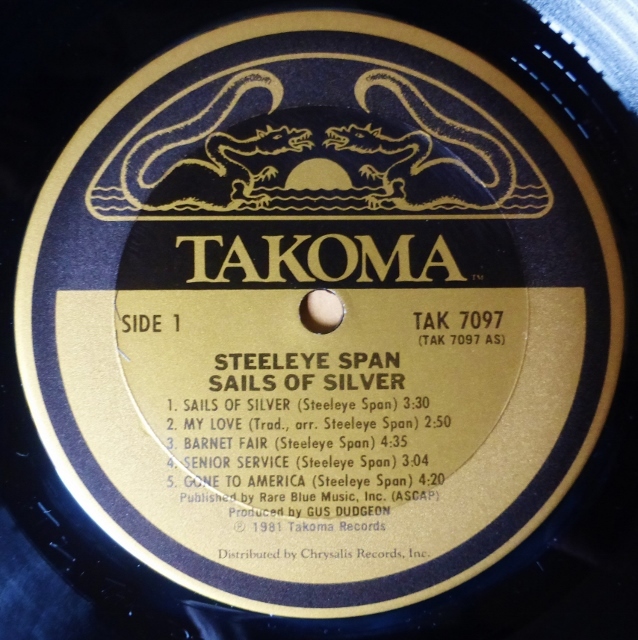 TAKOMA™
SIDE 1
TAK 7097
(TAK 7097 AS)
STEELEYE SPAN
SAILS OF SILVER
1. SAILS OF SILVER (Steeleye Span) 3:30
2. MY LOVE (Trad., arr. Steeleye Span) 2:50
3. BARNET FAIR (Steeleye Span) 4:35
4. SENIOR SERVICE (Steeleye Span) 3:04
5. GONE TO AMERICA (Steeleye Span) 4:20
Published by Rare Blue Music, Inc. (ASCAP)
Produced by GUS DUDGEON
℗ 1981 Takoma Records
Distributed by Chrysalis Records, Inc.